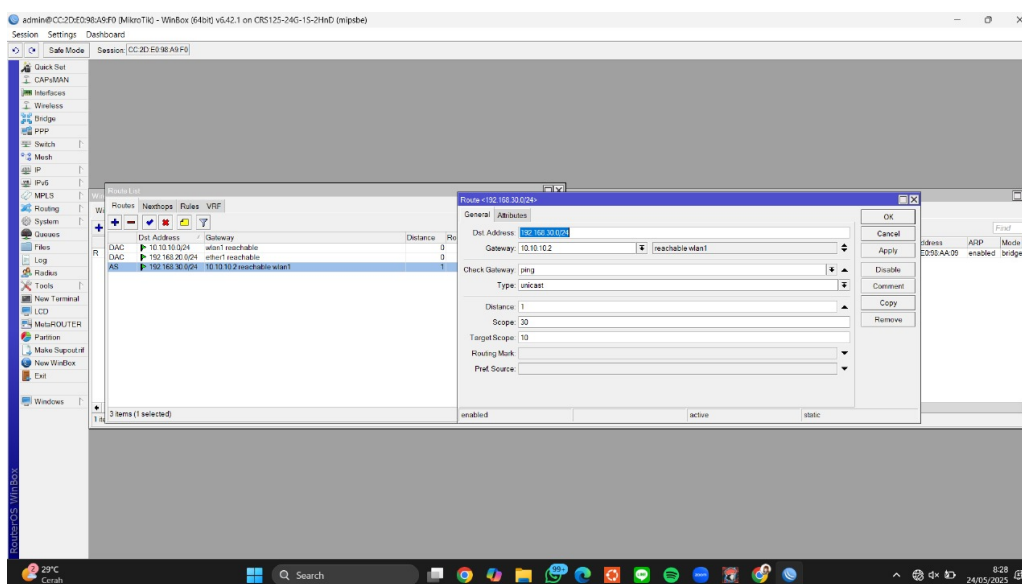 admin@CC:2D:E0:98:A9:F0 (MikroTik) - WinBox (64bit) v6.42.1 on CRS125-24G-1S-2HnD (mipsbe)
Session Settings Dashboard
Safe Mode Session: CC:2D:E0:98:A9:F0
Quick Set
CAPsMAN
Interfaces
Wireless
Bridge
PPP
Switch
Mesh
IP
IPv6
MPLS
Routing
System
Queues
Files
Log
Radius
Tools
New Terminal
LCD
MetaROUTER
Partition
Make Supout.rif
New WinBox
Exit
Windows
RouterOS WinBox
Route List
Routes Nexthops Rules VRF
Dst. Address Gateway Distance Ro
DAC 10.10.10.0/24 wlan1 reachable 0
DAC 192.168.20.0/24 ether1 reachable 0
AS 192.168.30.0/24 10.10.10.2 reachable wlan1 1
3 items (1 selected)
Route <192.168.30.0/24>
General Attributes
Dst. Address: 192.168.30.0/24
Gateway: 10.10.10.2 reachable wlan1
Check Gateway: ping
Type: unicast
Distance: 1
Scope: 30
Target Scope: 10
Routing Mark:
Pref. Source:
enabled active static
OK
Cancel
Apply
Disable
Comment
Copy
Remove
Find
ddress ARP Mode
E0:98:AA:09 enabled bridge
R
29°C
Cerah
Search
99+
8:28
24/05/2025